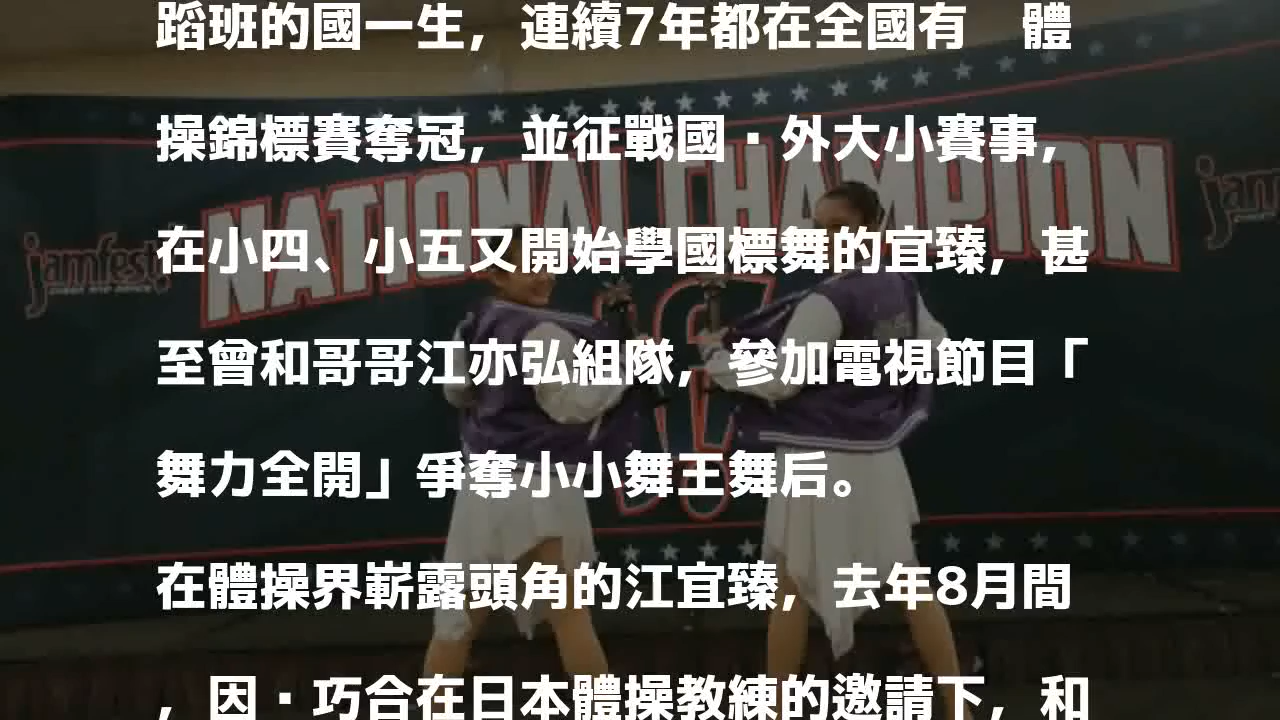 蹈班的國一生，連續7年都在全國有　體
操錦標賽奪冠，並征戰國·外大小賽事，
在小四、小五又開始學國標舞的宜臻，甚
至曾和哥哥江亦弘組隊，參加電視節目「
舞力全開」爭奪小小舞王舞后。
在體操界嶄露頭角的江宜臻，去年8月間
，因·巧合在日本體操教練的邀請下，和
NATIONAL CHAMPION
jamfest
jam